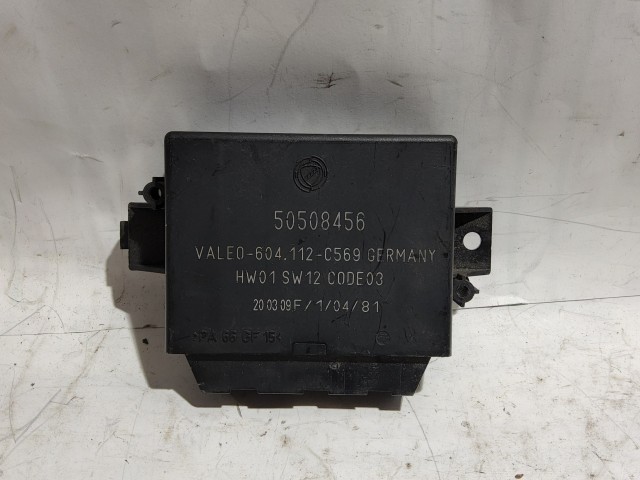 50508456
VALEO-604.112-C569 GERMANY
HW01 SW12 CODE03
200309F/1/04/81
>PA 66 GF 15<